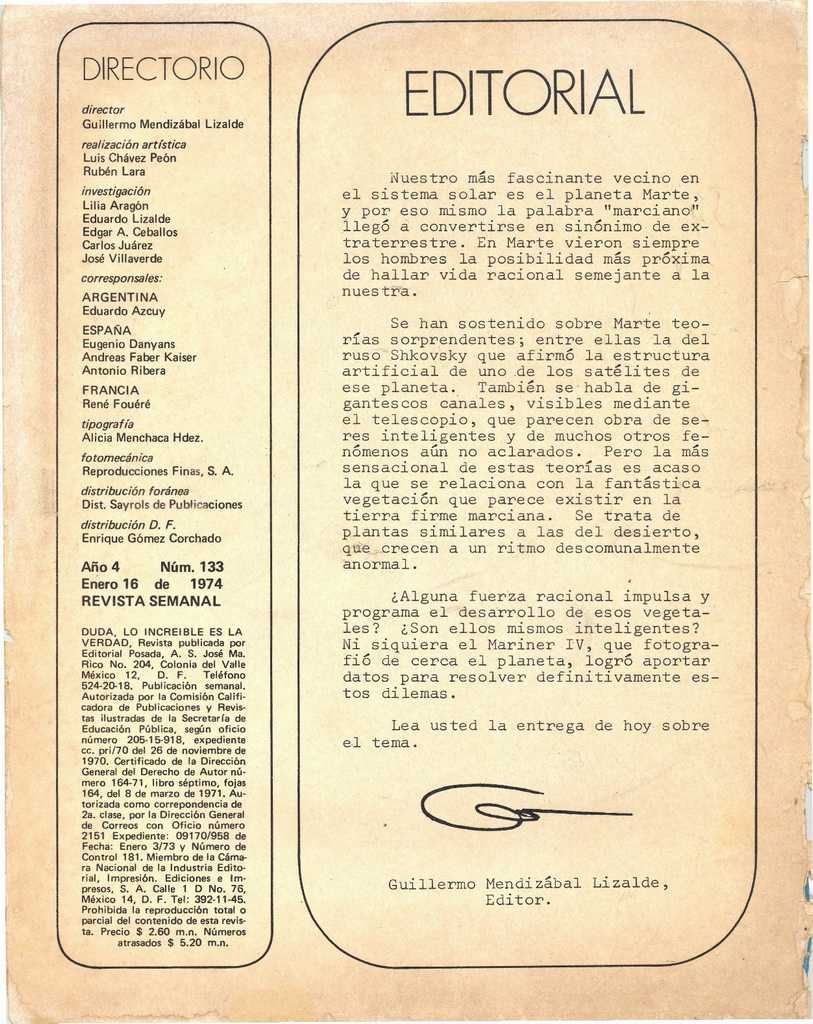 DIRECTORIO
director
Guillermo Mendizábal Lizalde
realización artística
Luis Chávez Peón
Rubén Lara
investigación
Lilia Aragón
Eduardo Lizalde
Edgar A. Ceballos
Carlos Juárez
José Villaverde
corresponsales:
ARGENTINA
Eduardo Azcuy
ESPAÑA
Eugenio Danyans
Andreas Faber Kaiser
Antonio Ribera
FRANCIA
René Fouéré
tipografía
Alicia Menchaca Hdez.
fotomecánica
Reproducciones Finas, S. A.
distribución foránea
Dist. Sayrols de Publicaciones
distribución D. F.
Enrique Gómez Corchado
Año 4 Núm. 133
Enero 16 de 1974
REVISTA SEMANAL
DUDA, LO INCREIBLE ES LA
VERDAD, Revista publicada por
Editorial Posada, A. S. José Ma.
Rico No. 204, Colonia del Valle
México 12, D. F. Teléfono
524-20-18. Publicación semanal.
Autorizada por la Comisión Califi-
cadora de Publicaciones y Revis-
tas ilustradas de la Secretaría de
Educación Pública, según oficio
número 205-15-918, expediente
cc. pri/70 del 26 de noviembre de
1970. Certificado de la Dirección
General del Derecho de Autor nú-
mero 164-71, libro séptimo, fojas
164, del 8 de marzo de 1971. Au-
torizada como correpondencia de
2a. clase, por la Dirección General
de Correos con Oficio número
2151 Expediente: 09170/958 de
Fecha: Enero 3/73 y Número de
Control 181. Miembro de la Cáma-
ra Nacional de la Industria Edito-
rial, Impresión. Ediciones e Im-
presos, S. A. Calle 1 D No. 76,
México 14, D. F. Tel: 392-11-45.
Prohibida la reproducción total o
parcial del contenido de esta revis-
ta. Precio $ 2.60 m.n. Números
atrasados $ 5.20 m.n.
EDITORIAL
Nuestro más fascinante vecino en
el sistema solar es el planeta Marte,
y por eso mismo la palabra "marciano"
llegó a convertirse en sinónimo de ex-
traterrestre. En Marte vieron siempre
los hombres la posibilidad más próxima
de hallar vida racional semejante a la
nuestra.
Se han sostenido sobre Marte teo-
rías sorprendentes; entre ellas la del
ruso Shkovsky que afirmó la estructura
artificial de uno de los satélites de
ese planeta. También se habla de gi-
gantescos canales, visibles mediante
el telescopio, que parecen obra de se-
res inteligentes y de muchos otros fe-
nómenos aún no aclarados. Pero la más
sensacional de estas teorías es acaso
la que se relaciona con la fantástica
vegetación que parece existir en la
tierra firme marciana. Se trata de
plantas similares a las del desierto,
que crecen a un ritmo descomunalmente
anormal.
¿Alguna fuerza racional impulsa y
programa el desarrollo de esos vegeta-
les? ¿Son ellos mismos inteligentes?
Ni siquiera el Mariner IV, que fotogra-
fió de cerca el planeta, logró aportar
datos para resolver definitivamente es-
tos dilemas.
Lea usted la entrega de hoy sobre
el tema.
Guillermo Mendizábal Lizalde,
Editor.